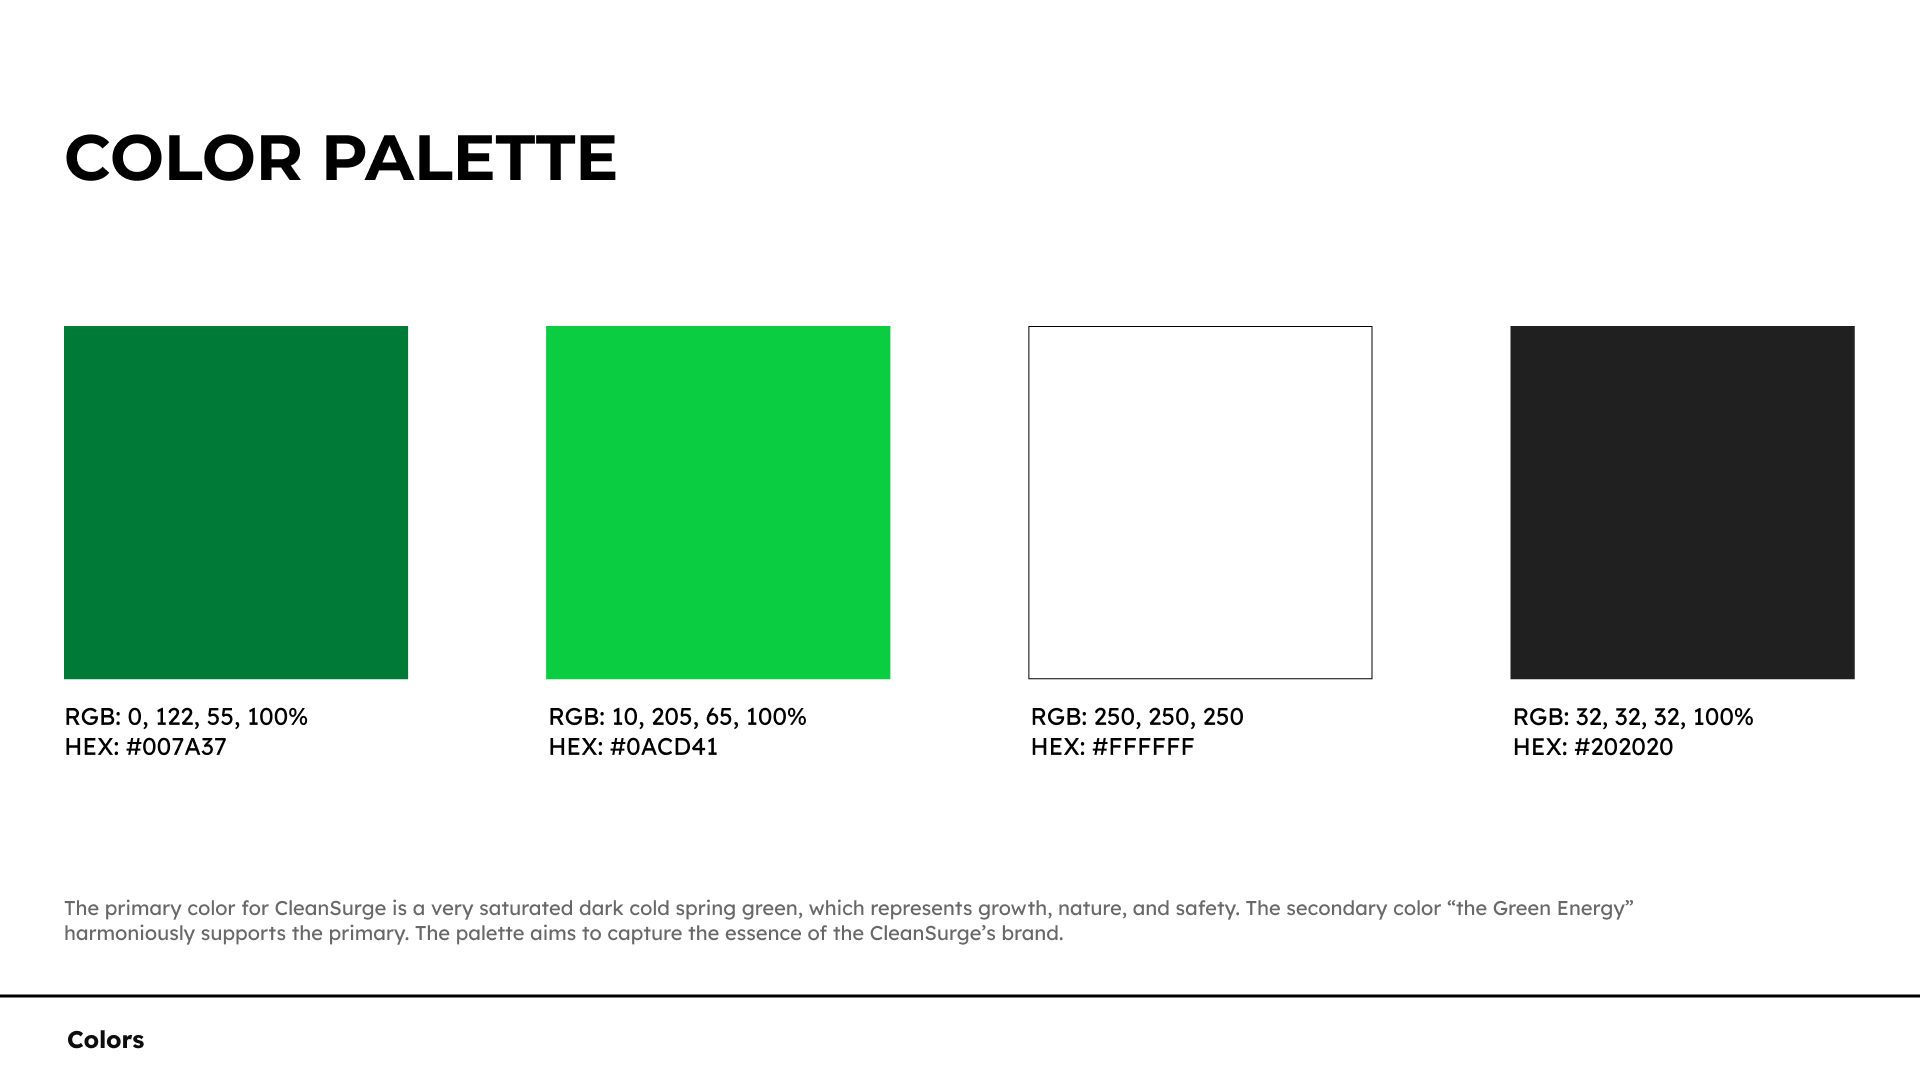 COLOR PALETTE
RGB: 0, 122, 55, 100%
HEX: #007A37
RGB: 10, 205, 65, 100%
HEX: #0ACD41
RGB: 250, 250, 250
HEX: #FFFFFF
RGB: 32, 32, 32, 100%
HEX: #202020
The primary color for CleanSurge is a very saturated dark cold spring green, which represents growth, nature, and safety. The secondary color “the Green Energy”
harmoniously supports the primary. The palette aims to capture the essence of the CleanSurge’s brand.
Colors